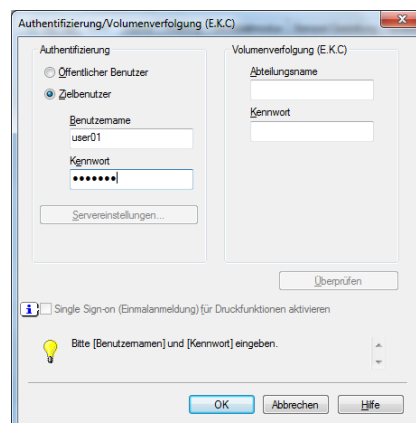 Authentifizierung/Volumenverfolgung (E.K.C)
Authentifizierung
Öffentlicher Benutzer
Zielbenutzer
Benutzername
user01
Kennwort
•••••••
Servereinstellungen...
Volumenverfolgung (E.K.C)
Abteilungsname
Kennwort
Überprüfen
Single Sign-on (Einmalanmeldung) für Druckfunktionen aktivieren
Bitte [Benutzernamen] und [Kennwort] eingeben.
OK
Abbrechen
Hilfe